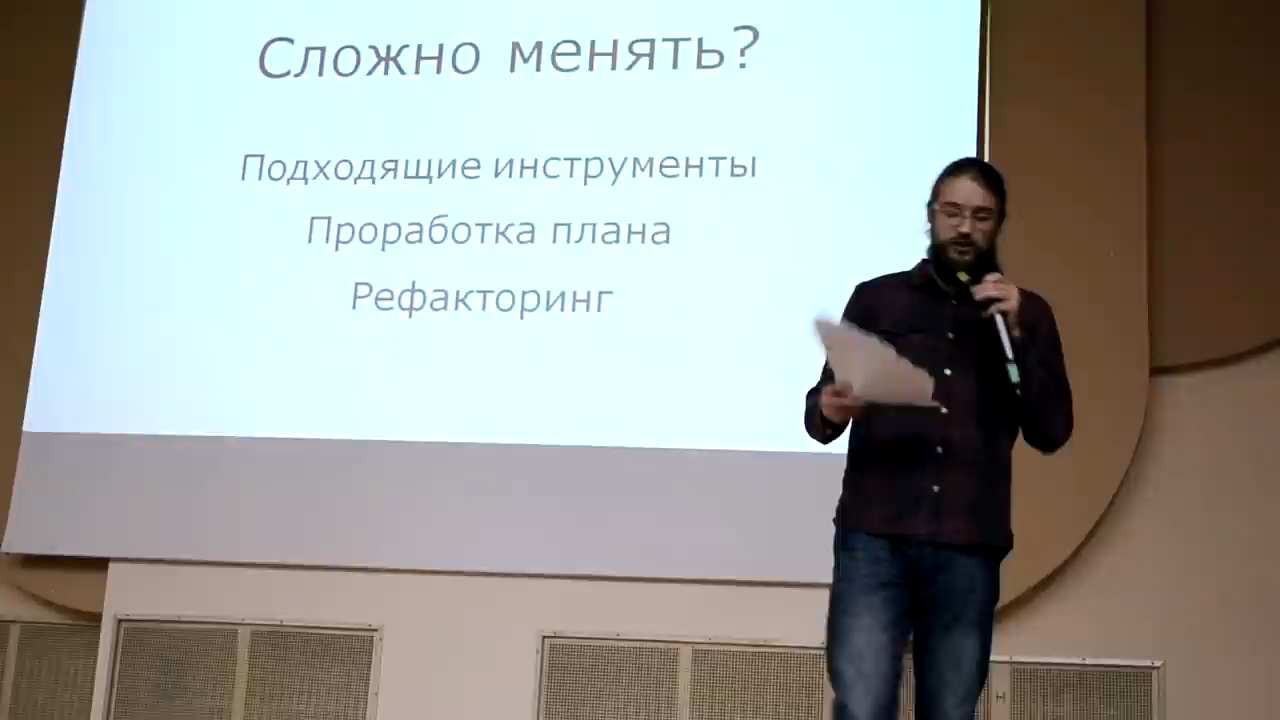 Сложно менять?
Подходящие инструменты
Проработка плана
Рефакторинг